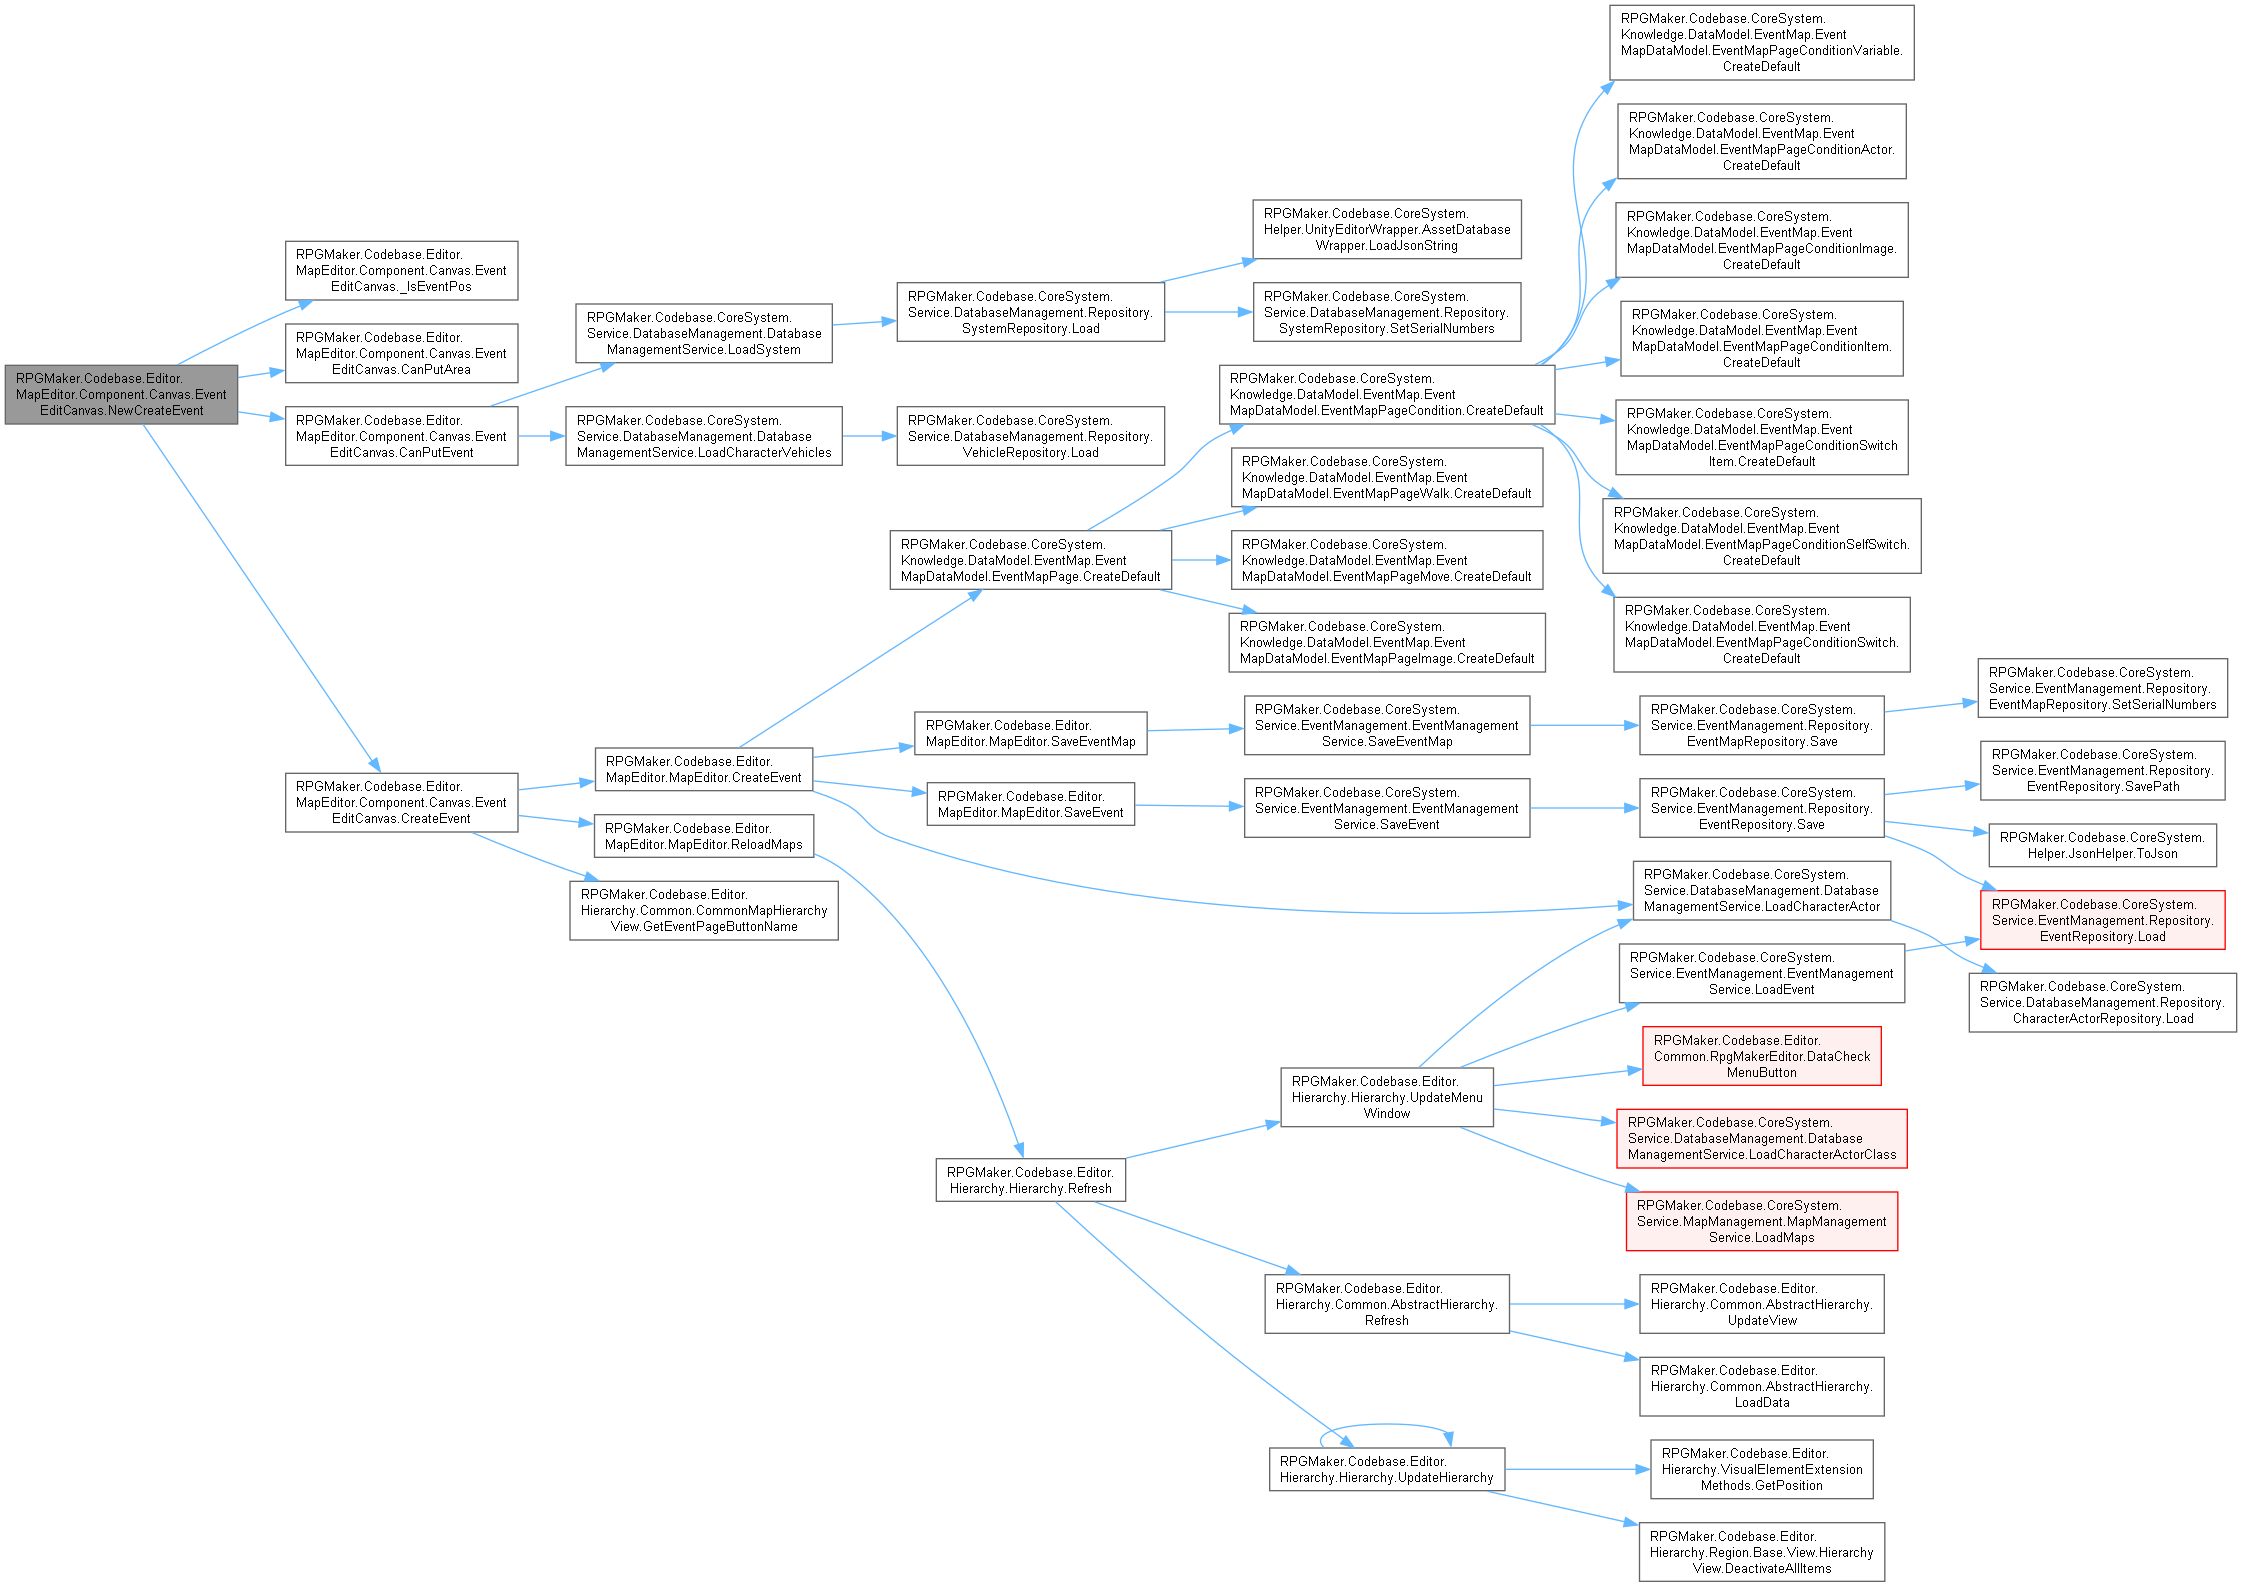 RPGMaker.Codebase.Editor.
MapEditor.Component.Canvas.Event
EditCanvas.NewCreateEvent
RPGMaker.Codebase.Editor.
MapEditor.Component.Canvas.Event
EditCanvas._IsEventPos
RPGMaker.Codebase.Editor.
MapEditor.Component.Canvas.Event
EditCanvas.CanPutArea
RPGMaker.Codebase.Editor.
MapEditor.Component.Canvas.Event
EditCanvas.CanPutEvent
RPGMaker.Codebase.Editor.
MapEditor.Component.Canvas.Event
EditCanvas.CreateEvent
RPGMaker.Codebase.CoreSystem.
Service.DatabaseManagement.Database
ManagementService.LoadSystem
RPGMaker.Codebase.CoreSystem.
Service.DatabaseManagement.Database
ManagementService.LoadCharacterVehicles
RPGMaker.Codebase.Editor.
MapEditor.MapEditor.CreateEvent
RPGMaker.Codebase.Editor.
MapEditor.MapEditor.ReloadMaps
RPGMaker.Codebase.Editor.
Hierarchy.Common.CommonMapHierarchy
View.GetEventPageButtonName
RPGMaker.Codebase.CoreSystem.
Service.DatabaseManagement.Repository.
SystemRepository.Load
RPGMaker.Codebase.CoreSystem.
Service.DatabaseManagement.Repository.
VehicleRepository.Load
RPGMaker.Codebase.CoreSystem.
Knowledge.DataModel.EventMap.Event
MapDataModel.EventMapPage.CreateDefault
RPGMaker.Codebase.Editor.
MapEditor.MapEditor.SaveEventMap
RPGMaker.Codebase.Editor.
MapEditor.MapEditor.SaveEvent
RPGMaker.Codebase.Editor.
Hierarchy.Hierarchy.Refresh
RPGMaker.Codebase.CoreSystem.
Helper.UnityEditorWrapper.AssetDatabase
Wrapper.LoadJsonString
RPGMaker.Codebase.CoreSystem.
Service.DatabaseManagement.Repository.
SystemRepository.SetSerialNumbers
RPGMaker.Codebase.CoreSystem.
Knowledge.DataModel.EventMap.Event
MapDataModel.EventMapPageCondition.CreateDefault
RPGMaker.Codebase.CoreSystem.
Knowledge.DataModel.EventMap.Event
MapDataModel.EventMapPageWalk.CreateDefault
RPGMaker.Codebase.CoreSystem.
Knowledge.DataModel.EventMap.Event
MapDataModel.EventMapPageMove.CreateDefault
RPGMaker.Codebase.CoreSystem.
Knowledge.DataModel.EventMap.Event
MapDataModel.EventMapPageImage.CreateDefault
RPGMaker.Codebase.CoreSystem.
Service.EventManagement.EventManagement
Service.SaveEventMap
RPGMaker.Codebase.CoreSystem.
Service.EventManagement.EventManagement
Service.SaveEvent
RPGMaker.Codebase.Editor.
Hierarchy.Hierarchy.UpdateMenu
Window
RPGMaker.Codebase.Editor.
Hierarchy.Common.AbstractHierarchy.
Refresh
RPGMaker.Codebase.Editor.
Hierarchy.Hierarchy.UpdateHierarchy
RPGMaker.Codebase.CoreSystem.
Knowledge.DataModel.EventMap.Event
MapDataModel.EventMapPageConditionVariable.
CreateDefault
RPGMaker.Codebase.CoreSystem.
Knowledge.DataModel.EventMap.Event
MapDataModel.EventMapPageConditionActor.
CreateDefault
RPGMaker.Codebase.CoreSystem.
Knowledge.DataModel.EventMap.Event
MapDataModel.EventMapPageConditionImage.
CreateDefault
RPGMaker.Codebase.CoreSystem.
Knowledge.DataModel.EventMap.Event
MapDataModel.EventMapPageConditionItem.
CreateDefault
RPGMaker.Codebase.CoreSystem.
Knowledge.DataModel.EventMap.Event
MapDataModel.EventMapPageConditionSwitch
Item.CreateDefault
RPGMaker.Codebase.CoreSystem.
Knowledge.DataModel.EventMap.Event
MapDataModel.EventMapPageConditionSelfSwitch.
CreateDefault
RPGMaker.Codebase.CoreSystem.
Knowledge.DataModel.EventMap.Event
MapDataModel.EventMapPageConditionSwitch.
CreateDefault
RPGMaker.Codebase.CoreSystem.
Service.EventManagement.Repository.
EventMapRepository.Save
RPGMaker.Codebase.CoreSystem.
Service.EventManagement.Repository.
EventRepository.Save
RPGMaker.Codebase.CoreSystem.
Service.DatabaseManagement.Database
ManagementService.LoadCharacterActor
RPGMaker.Codebase.CoreSystem.
Service.EventManagement.EventManagement
Service.LoadEvent
RPGMaker.Codebase.Editor.
Common.RpgMakerEditor.DataCheck
MenuButton
RPGMaker.Codebase.CoreSystem.
Service.DatabaseManagement.Database
ManagementService.LoadCharacterActorClass
RPGMaker.Codebase.CoreSystem.
Service.MapManagement.MapManagement
Service.LoadMaps
RPGMaker.Codebase.Editor.
Hierarchy.Common.AbstractHierarchy.
UpdateView
RPGMaker.Codebase.Editor.
Hierarchy.Common.AbstractHierarchy.
LoadData
RPGMaker.Codebase.Editor.
Hierarchy.VisualElementExtension
Methods.GetPosition
RPGMaker.Codebase.Editor.
Hierarchy.Region.Base.View.Hierarchy
View.DeactivateAllItems
RPGMaker.Codebase.CoreSystem.
Service.EventManagement.Repository.
EventMapRepository.SetSerialNumbers
RPGMaker.Codebase.CoreSystem.
Service.EventManagement.Repository.
EventRepository.SavePath
RPGMaker.Codebase.CoreSystem.
Helper.JsonHelper.ToJson
RPGMaker.Codebase.CoreSystem.
Service.EventManagement.Repository.
EventRepository.Load
RPGMaker.Codebase.CoreSystem.
Service.DatabaseManagement.Repository.
CharacterActorRepository.Load